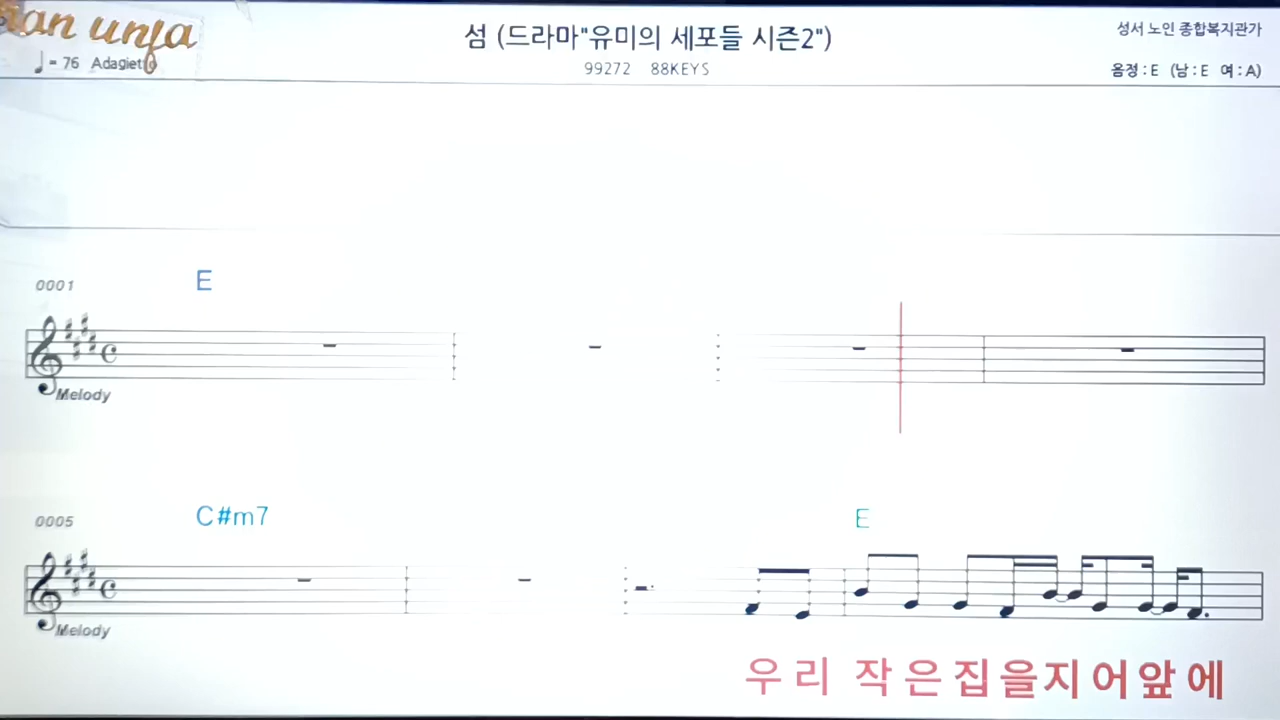 an unja
섬 (드라마"유미의 세포들 시즌2")
성서 노인 종합복지관가
♩= 76 Adagietto
99272 88KEYS
음정 : E (남 : E 여 : A)
0001
E
Melody
0005
C#m7
E
Melody
우리 작은집을지어앞에